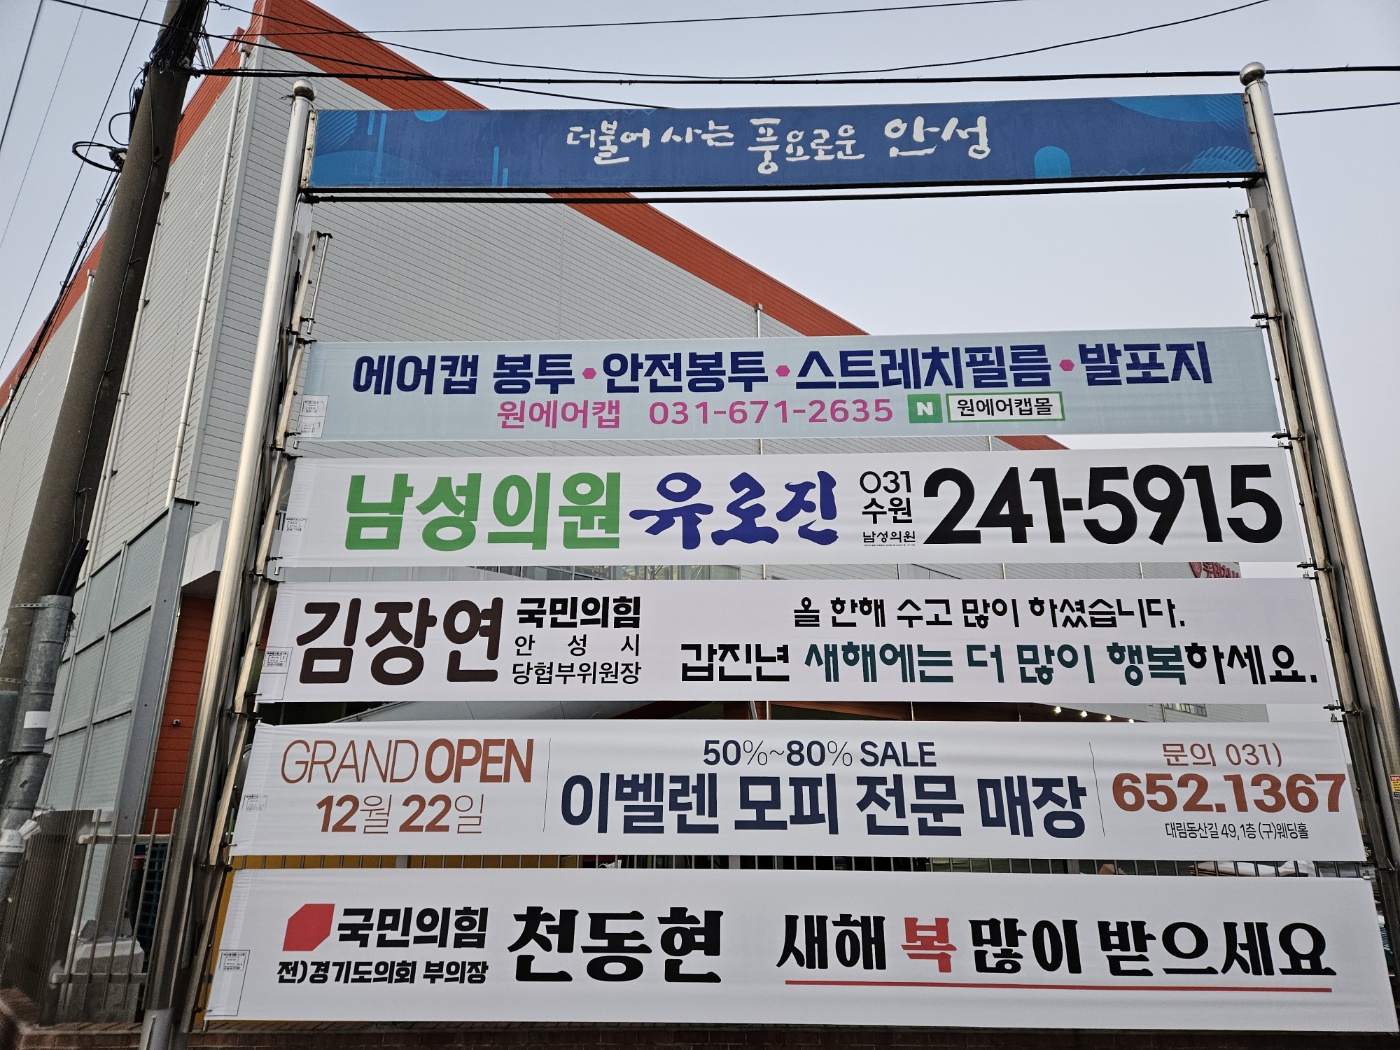 더불어 사는 풍요로운 안성
에어캡 봉투·안전봉투·스트레치필름·발포지
원에어캡 031-671-2635 N 원에어캡몰
남성의원 유로진 031 수원 남성의원 241-5915
김장연 국민의힘 안성시 당협부위원장
올 한해 수고 많이 하셨습니다.
갑진년 새해에는 더 많이 행복하세요.
GRAND OPEN
12월 22일
50%~80% SALE
이벨렌 모피 전문 매장
문의 031)
652.1367
대림동산길 49, 1층 (구)웨딩홀
국민의힘
전)경기도의회 부의장
천동현
새해 복 많이 받으세요